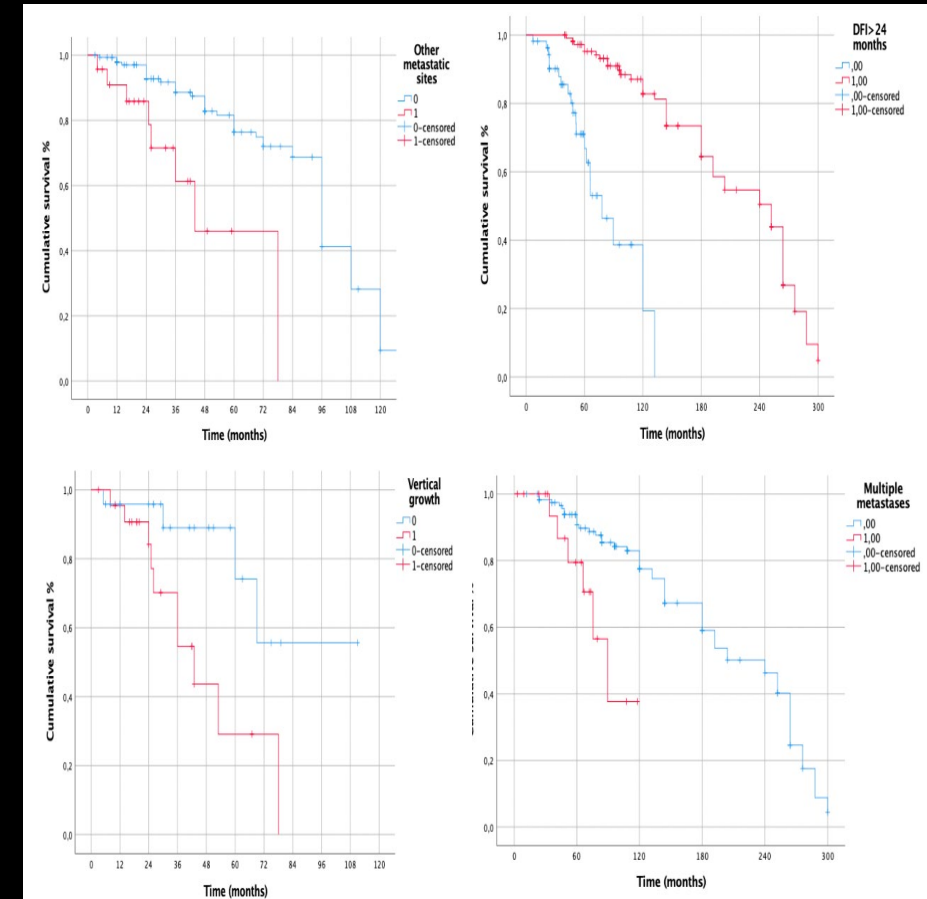 Other
metastatic
sites
0
1
0-censored
1-censored
1,0
0,8
0,6
0,4
0,2
0,0
Cumulative survival %
0 12 24 36 48 60 72 84 96 108 120
Time (months)
DFI>24
months
,00
1,00
,00-censored
1,00-censored
1,0
0,8
0,6
0,4
0,2
0,0
Cumulative survival %
0 60 120 180 240 300
Time (months)
Vertical
growth
0
1
0-censored
1-censored
1,0
0,8
0,6
0,4
0,2
0,0
Cumulative survival %
0 12 24 36 48 60 72 84 96 108 120
Time (months)
Multiple
metastases
,00
1,00
,00-censored
1,00-censored
1,0
0,8
0,6
0,4
0,2
0,0
0 60 120 180 240 300
Time (months)